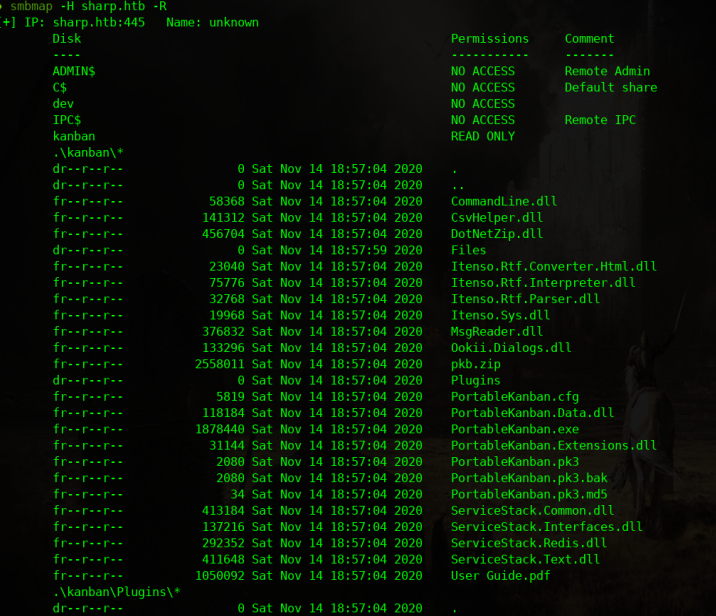 smbmap -H sharp.htb -R
[+] IP: sharp.htb:445 Name: unknown
Disk Permissions Comment
---- ----------- -------
ADMIN$ NO ACCESS Remote Admin
C$ NO ACCESS Default share
dev NO ACCESS
IPC$ NO ACCESS Remote IPC
kanban READ ONLY
.\kanban\*
dr--r--r-- 0 Sat Nov 14 18:57:04 2020 .
dr--r--r-- 0 Sat Nov 14 18:57:04 2020 ..
fr--r--r-- 58368 Sat Nov 14 18:57:04 2020 CommandLine.dll
fr--r--r-- 141312 Sat Nov 14 18:57:04 2020 CsvHelper.dll
fr--r--r-- 456704 Sat Nov 14 18:57:04 2020 DotNetZip.dll
dr--r--r-- 0 Sat Nov 14 18:57:59 2020 Files
fr--r--r-- 23040 Sat Nov 14 18:57:04 2020 Itenso.Rtf.Converter.Html.dll
fr--r--r-- 75776 Sat Nov 14 18:57:04 2020 Itenso.Rtf.Interpreter.dll
fr--r--r-- 32768 Sat Nov 14 18:57:04 2020 Itenso.Rtf.Parser.dll
fr--r--r-- 19968 Sat Nov 14 18:57:04 2020 Itenso.Sys.dll
fr--r--r-- 376832 Sat Nov 14 18:57:04 2020 MsgReader.dll
fr--r--r-- 133296 Sat Nov 14 18:57:04 2020 Ookii.Dialogs.dll
fr--r--r-- 2558011 Sat Nov 14 18:57:04 2020 pkb.zip
dr--r--r-- 0 Sat Nov 14 18:57:04 2020 Plugins
fr--r--r-- 5819 Sat Nov 14 18:57:04 2020 PortableKanban.cfg
fr--r--r-- 118184 Sat Nov 14 18:57:04 2020 PortableKanban.Data.dll
fr--r--r-- 1878440 Sat Nov 14 18:57:04 2020 PortableKanban.exe
fr--r--r-- 31144 Sat Nov 14 18:57:04 2020 PortableKanban.Extensions.dll
fr--r--r-- 2080 Sat Nov 14 18:57:04 2020 PortableKanban.pk3
fr--r--r-- 2080 Sat Nov 14 18:57:04 2020 PortableKanban.pk3.bak
fr--r--r-- 34 Sat Nov 14 18:57:04 2020 PortableKanban.pk3.md5
fr--r--r-- 413184 Sat Nov 14 18:57:04 2020 ServiceStack.Common.dll
fr--r--r-- 137216 Sat Nov 14 18:57:04 2020 ServiceStack.Interfaces.dll
fr--r--r-- 292352 Sat Nov 14 18:57:04 2020 ServiceStack.Redis.dll
fr--r--r-- 411648 Sat Nov 14 18:57:04 2020 ServiceStack.Text.dll
fr--r--r-- 1050092 Sat Nov 14 18:57:04 2020 User Guide.pdf
.\kanban\Plugins\*
dr--r--r-- 0 Sat Nov 14 18:57:04 2020 .